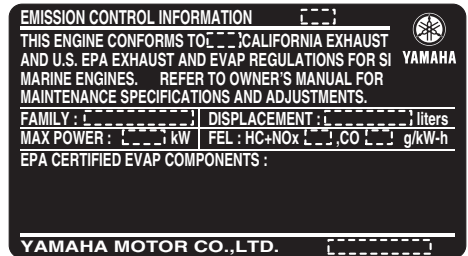 EMISSION CONTROL INFORMATION
THIS ENGINE CONFORMS TO CALIFORNIA EXHAUST
AND U.S. EPA EXHAUST AND EVAP REGULATIONS FOR SI
MARINE ENGINES. REFER TO OWNER'S MANUAL FOR
MAINTENANCE SPECIFICATIONS AND ADJUSTMENTS.
YAMAHA
FAMILY : DISPLACEMENT : liters
MAX POWER : kW FEL : HC+NOx ,CO g/kW-h
EPA CERTIFIED EVAP COMPONENTS :
YAMAHA MOTOR CO.,LTD.